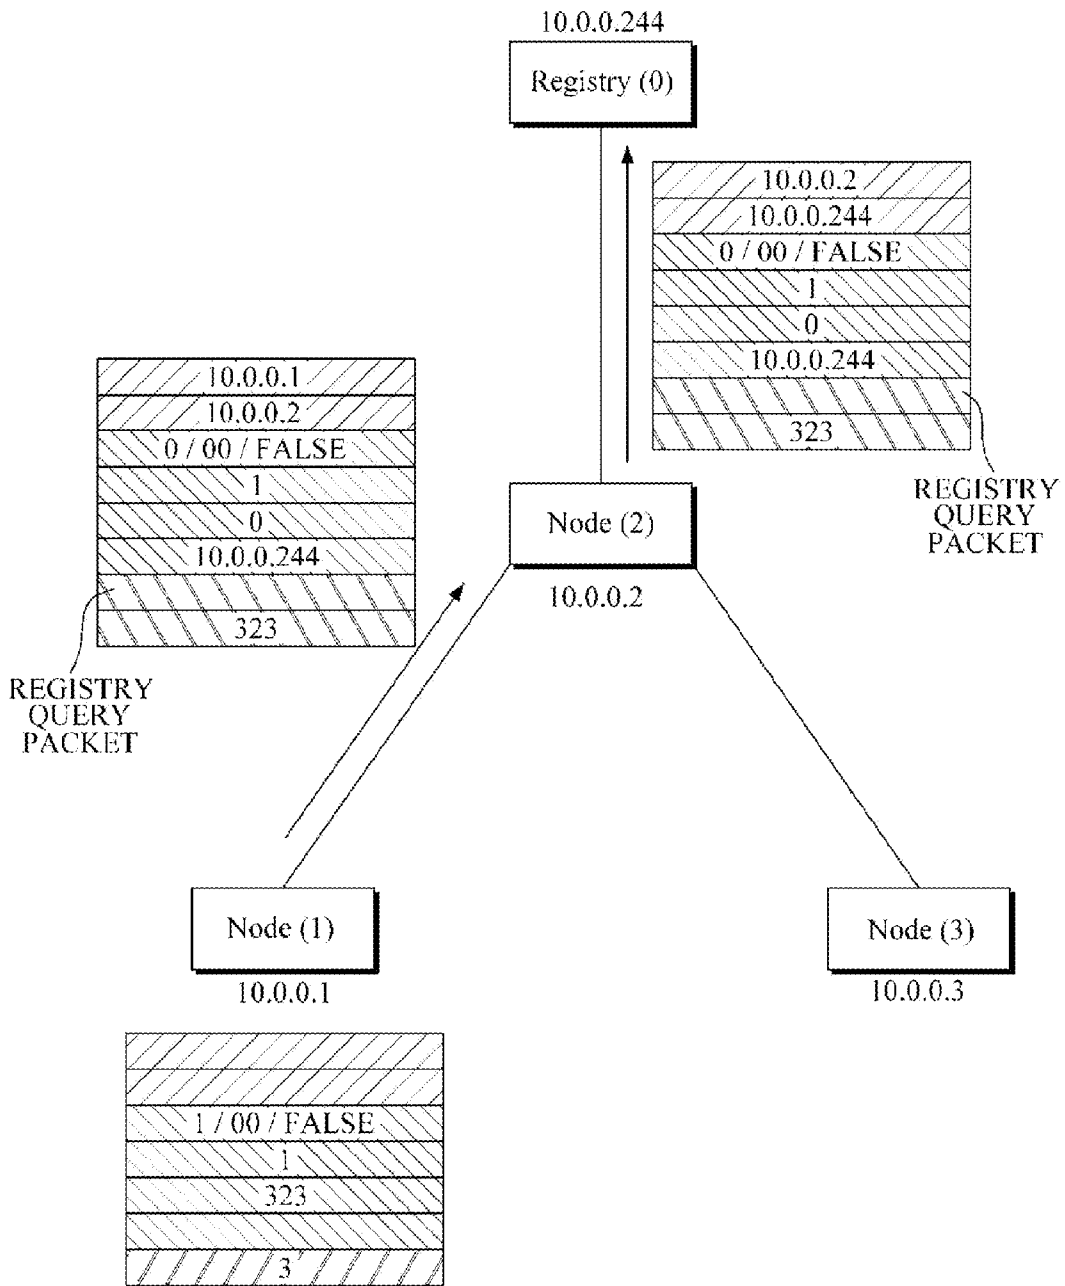 10.0.0.244
Registry (0)
10.0.0.2
10.0.0.244
0 / 00 / FALSE
1
0
10.0.0.244
323
REGISTRY
QUERY
PACKET
10.0.0.1
10.0.0.2
0 / 00 / FALSE
1
0
10.0.0.244
323
REGISTRY
QUERY
PACKET
Node (2)
10.0.0.2
Node (1)
10.0.0.1
Node (3)
10.0.0.3
1 / 00 / FALSE
1
323
3